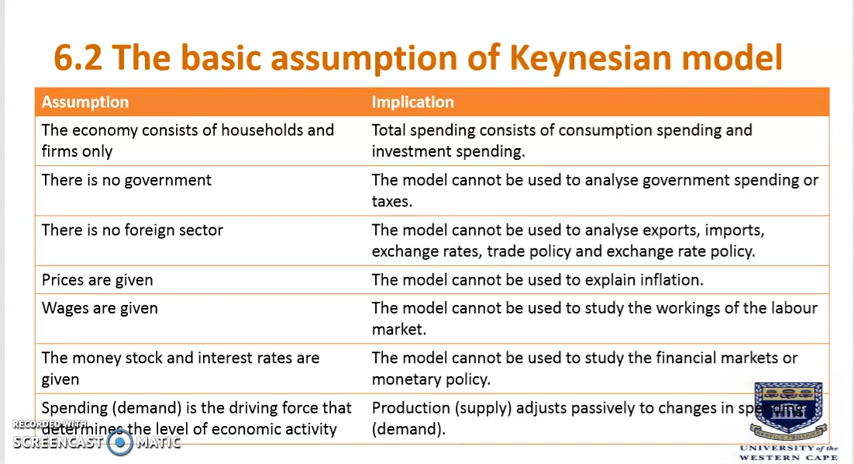 6.2 The basic assumption of Keynesian model
Assumption
Implication
The economy consists of households and
firms only
Total spending consists of consumption spending and
investment spending.
There is no government
The model cannot be used to analyse government spending or
taxes.
There is no foreign sector
The model cannot be used to analyse exports, imports,
exchange rates, trade policy and exchange rate policy.
Prices are given
The model cannot be used to explain inflation.
Wages are given
The model cannot be used to study the workings of the labour
market.
The money stock and interest rates are
given
The model cannot be used to study the financial markets or
monetary policy.
Spending (demand) is the driving force that
determines the level of economic activity
Production (supply) adjusts passively to changes in spending
(demand).
RECORDED WITH
SCREENCAST MATIC
UNIVERSITY of the
WESTERN CAPE